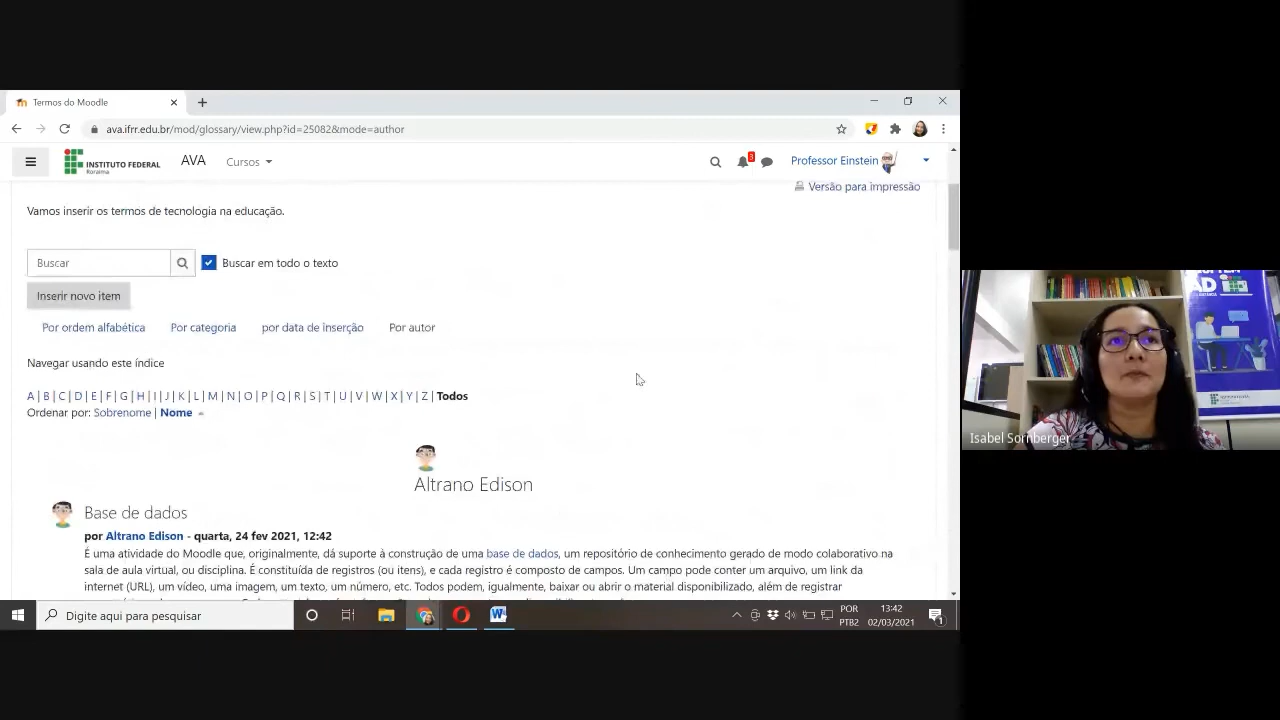 Termos do Moodle
ava.ifrr.edu.br/mod/glossary/view.php?id=25082&mode=author
INSTITUTO FEDERAL
Roraima
AVA
Cursos
3
Professor Einstein
Versão para impressão
Vamos inserir os termos de tecnologia na educação.
Buscar
Buscar em todo o texto
Inserir novo item
Por ordem alfabética
Por categoria
por data de inserção
Por autor
Navegar usando este índice
A | B | C | D | E | F | G | H | I | J | K | L | M | N | O | P | Q | R | S | T | U | V | W | X | Y | Z | Todos
Ordenar por: Sobrenome | Nome
Altrano Edison
Base de dados
por Altrano Edison - quarta, 24 fev 2021, 12:42
É uma atividade do Moodle que, originalmente, dá suporte à construção de uma base de dados, um repositório de conhecimento gerado de modo colaborativo na
sala de aula virtual, ou disciplina. É constituída de registros (ou itens), e cada registro é composto de campos. Um campo pode conter um arquivo, um link da
internet (URL), um vídeo, uma imagem, um texto, um número, etc. Todos podem, igualmente, baixar ou abrir o material disponibilizado, além de registrar
Digite aqui para pesquisar
POR
PTB2
13:42
02/03/2021
1
Isabel Sornberger